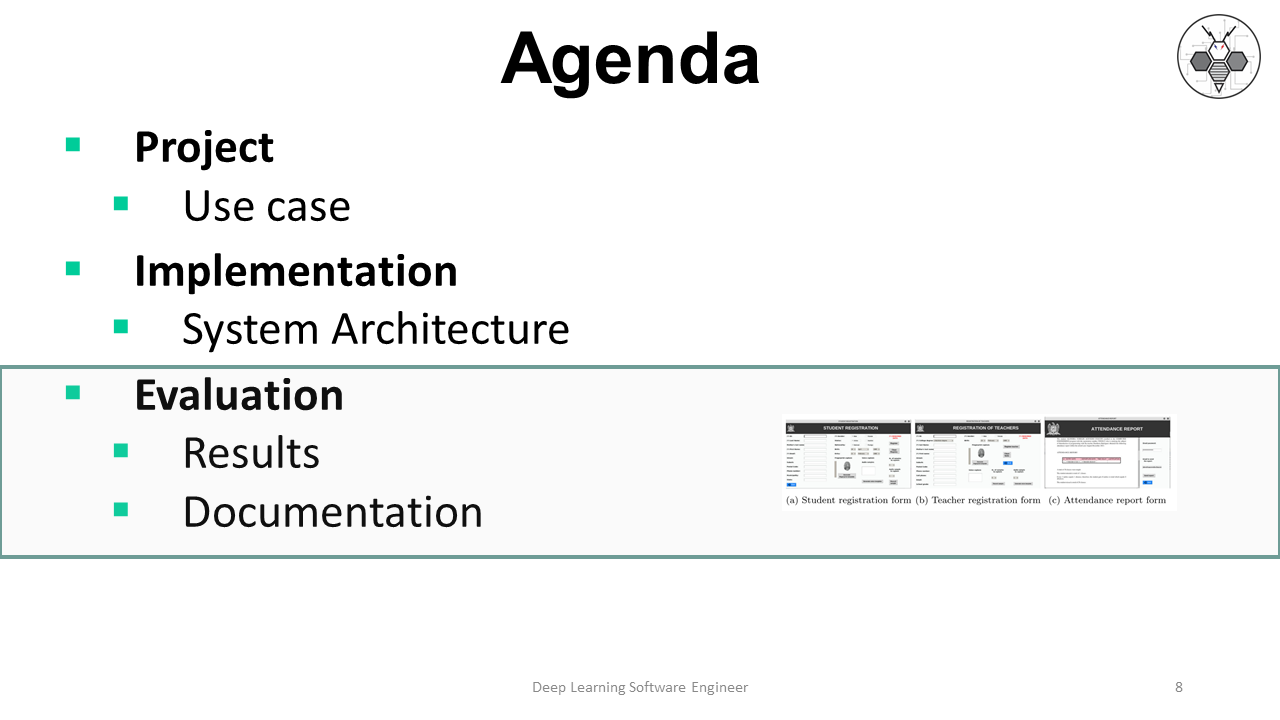 Agenda
Project
Use case
Implementation
System Architecture
Evaluation
Results
Documentation
STUDENT REGISTRATION
REGISTRATION OF TEACHERS
ATTENDANCE REPORT
(a) Student registration form (b) Teacher registration form (c) Attendance report form
Deep Learning Software Engineer
8